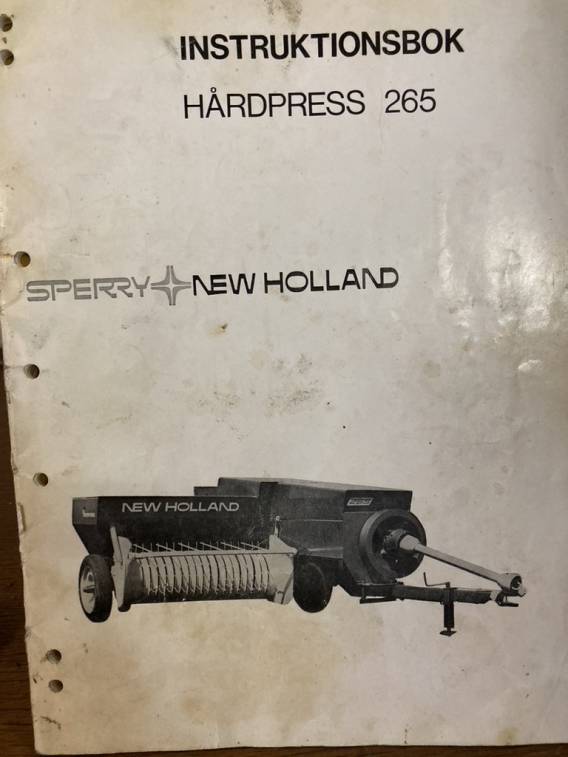 INSTRUKTIONSBOK
HÅRDPRESS 265
SPERRY NEW HOLLAND
NEW HOLLAND